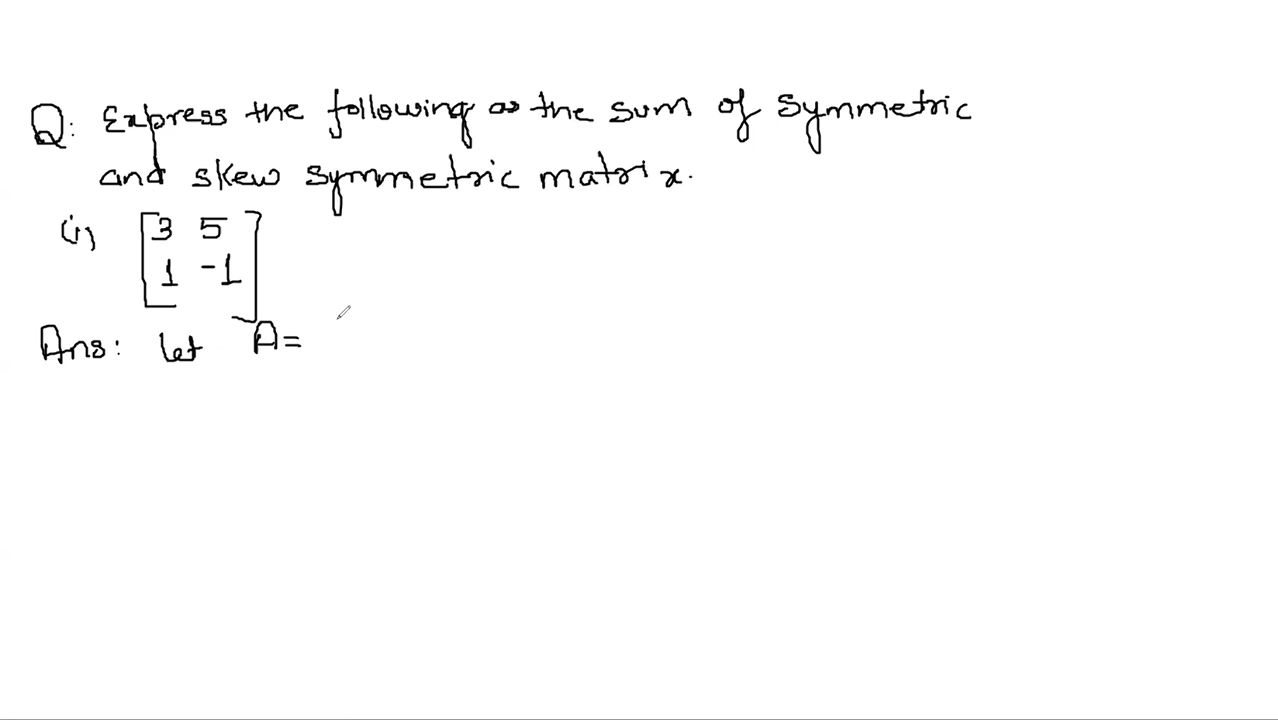 Q: Express the following as the sum of symmetric
and skew symmetric matrix.
(i) [3 5
1 -1]
Ans: let A=